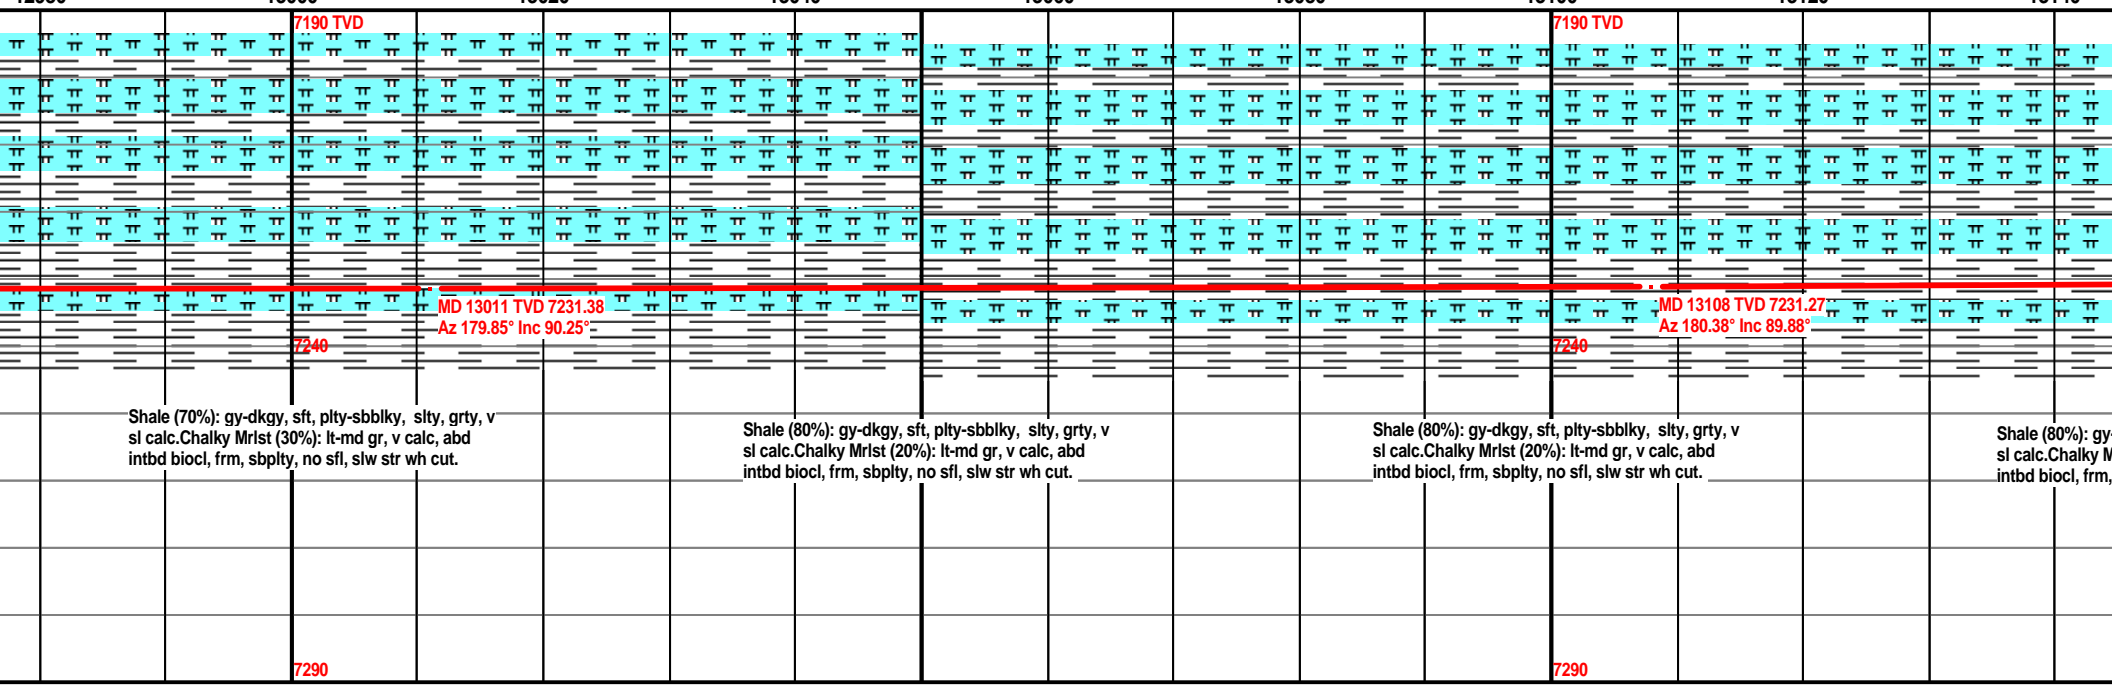 7190 TVD
7190 TVD
MD 13011 TVD 7231.38
Az 179.85° Inc 90.25°
MD 13108 TVD 7231.27
Az 180.38° Inc 89.88°
7240
7240
Shale (70%): gy-dkgy, sft, plty-sbblky, slty, grty, v
sl calc.Chalky Mrlst (30%): lt-md gr, v calc, abd
intbd biocl, frm, sbplty, no sfl, slw str wh cut.
Shale (80%): gy-dkgy, sft, plty-sbblky, slty, grty, v
sl calc.Chalky Mrlst (20%): lt-md gr, v calc, abd
intbd biocl, frm, sbplty, no sfl, slw str wh cut.
Shale (80%): gy-dkgy, sft, plty-sbblky, slty, grty, v
sl calc.Chalky Mrlst (20%): lt-md gr, v calc, abd
intbd biocl, frm, sbplty, no sfl, slw str wh cut.
Shale (80%): gy-
sl calc.Chalky M
intbd biocl, frm,
7290
7290